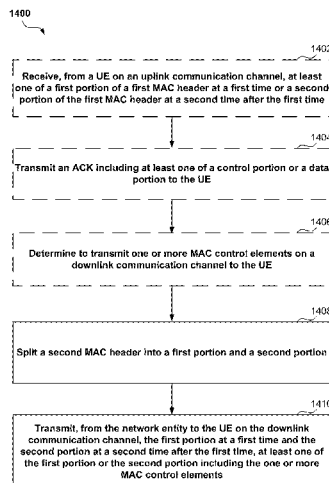 1400
1402
Receive, from a UE on an uplink communication channel, at least
one of a first portion of a first MAC header at a first time or a second
portion of the first MAC header at a second time after the first time
1404
Transmit an ACK including at least one of a control portion or a data
portion to the UE
1406
Determine to transmit one or more MAC control elements on a
downlink communication channel to the UE
1408
Split a second MAC header into a first portion and a second portion
1410
Transmit, from the network entity to the UE on the downlink
communication channel, the first portion at a first time and the
second portion at a second time after the first time, at least one of
the first portion or the second portion including the one or more
MAC control elements